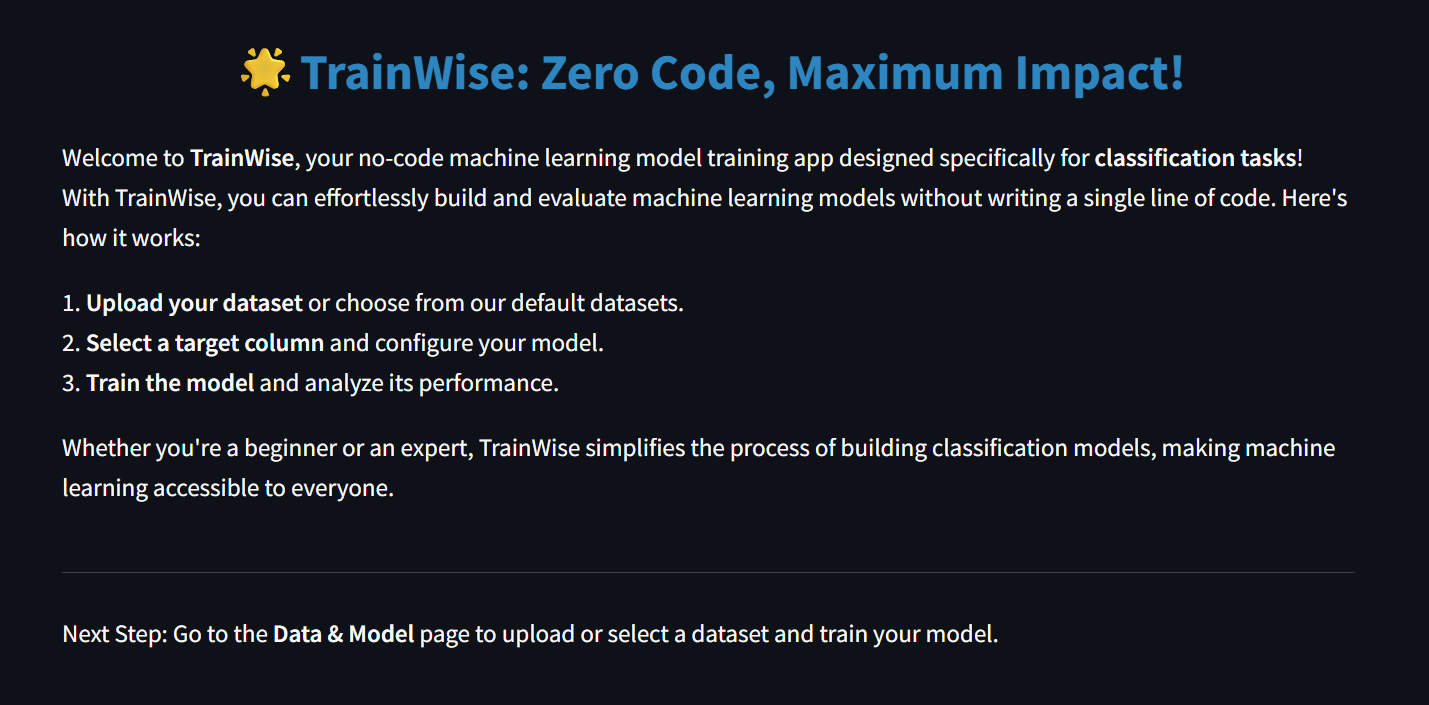 🌟 TrainWise: Zero Code, Maximum Impact!
Welcome to TrainWise, your no-code machine learning model training app designed specifically for classification tasks!
With TrainWise, you can effortlessly build and evaluate machine learning models without writing a single line of code. Here's
how it works:
1. Upload your dataset or choose from our default datasets.
2. Select a target column and configure your model.
3. Train the model and analyze its performance.
Whether you're a beginner or an expert, TrainWise simplifies the process of building classification models, making machine
learning accessible to everyone.
Next Step: Go to the Data & Model page to upload or select a dataset and train your model.